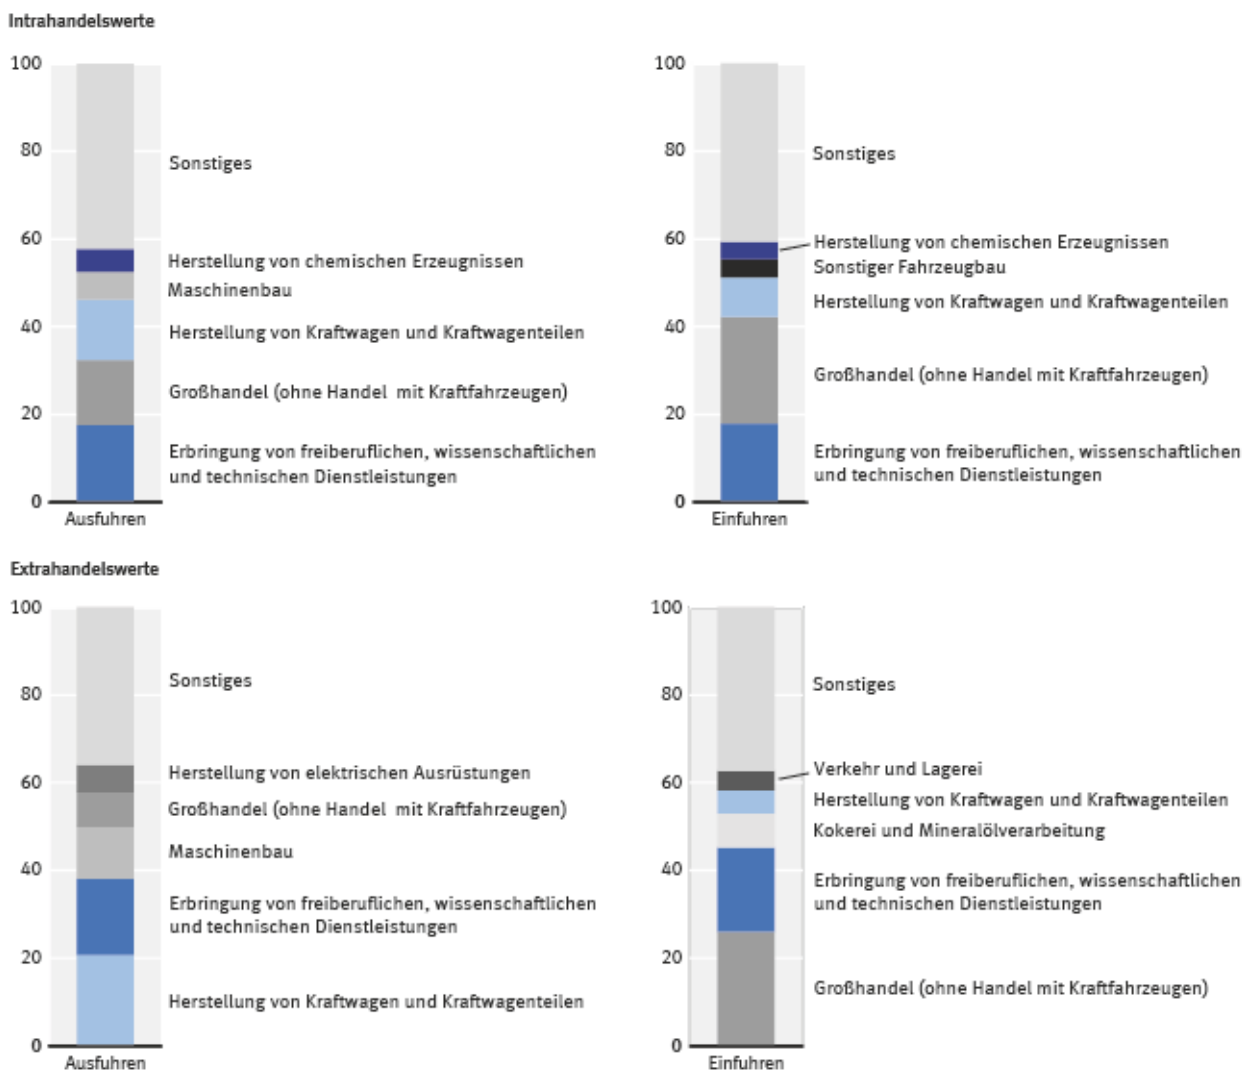 Intrahandelswerte
100
80
60
40
20
0
Sonstiges
Herstellung von chemischen Erzeugnissen
Maschinenbau
Herstellung von Kraftwagen und Kraftwagenteilen
Großhandel (ohne Handel mit Kraftfahrzeugen)
Erbringung von freiberuflichen, wissenschaftlichen
und technischen Dienstleistungen
Ausfuhren
100
80
60
40
20
0
Sonstiges
Herstellung von chemischen Erzeugnissen
Sonstiger Fahrzeugbau
Herstellung von Kraftwagen und Kraftwagenteilen
Großhandel (ohne Handel mit Kraftfahrzeugen)
Erbringung von freiberuflichen, wissenschaftlichen
und technischen Dienstleistungen
Einfuhren
Extrahandelswerte
100
80
60
40
20
0
Sonstiges
Herstellung von elektrischen Ausrüstungen
Großhandel (ohne Handel mit Kraftfahrzeugen)
Maschinenbau
Erbringung von freiberuflichen, wissenschaftlichen
und technischen Dienstleistungen
Herstellung von Kraftwagen und Kraftwagenteilen
Ausfuhren
100
80
60
40
20
0
Sonstiges
Verkehr und Lagerei
Herstellung von Kraftwagen und Kraftwagenteilen
Kokerei und Mineralölverarbeitung
Erbringung von freiberuflichen, wissenschaftlichen
und technischen Dienstleistungen
Großhandel (ohne Handel mit Kraftfahrzeugen)
Einfuhren